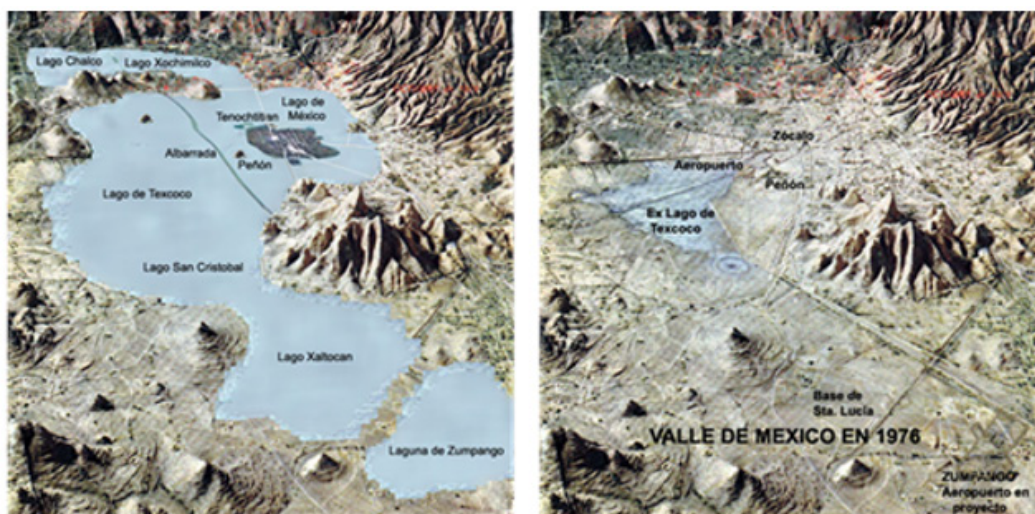 Lago Chalco
Lago Xochimilco
Lago de
México
Tenochtitlan
Albarrada
Peñón
Lago de Texcoco
Lago San Cristobal
Lago Xaltocan
Laguna de Zumpango
Zócalo
Aeropuerto
Peñón
Ex Lago de
Texcoco
Base de
Sta. Lucía
VALLE DE MEXICO EN 1976
ZUMPANGO
Aeropuerto en
proyecto